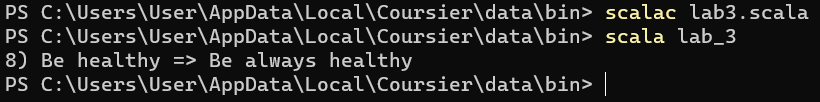 PS C:\Users\User\AppData\Local\Coursier\data\bin> scalac lab3.scala
PS C:\Users\User\AppData\Local\Coursier\data\bin> scala lab_3
8) Be healthy => Be always healthy
PS C:\Users\User\AppData\Local\Coursier\data\bin>